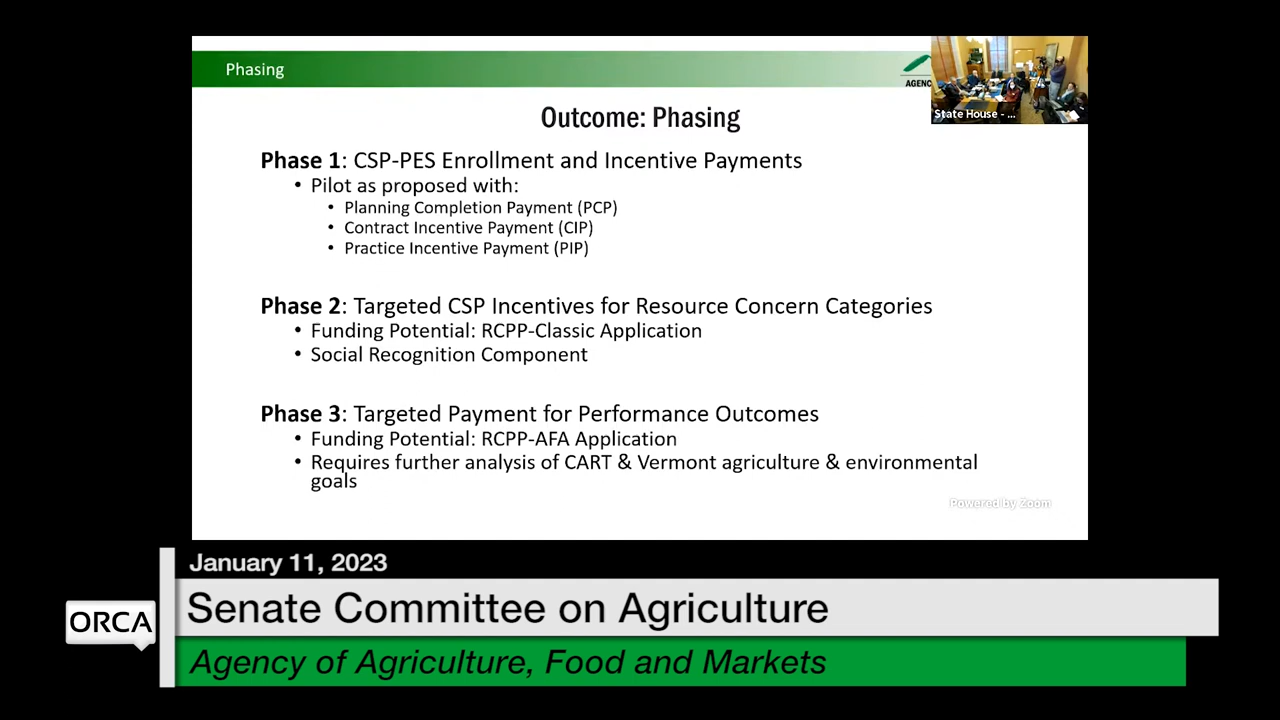 Phasing
AGENC
State House - ...
Outcome: Phasing
Phase 1: CSP-PES Enrollment and Incentive Payments
• Pilot as proposed with:
• Planning Completion Payment (PCP)
• Contract Incentive Payment (CIP)
• Practice Incentive Payment (PIP)
Phase 2: Targeted CSP Incentives for Resource Concern Categories
• Funding Potential: RCPP-Classic Application
• Social Recognition Component
Phase 3: Targeted Payment for Performance Outcomes
• Funding Potential: RCPP-AFA Application
• Requires further analysis of CART & Vermont agriculture & environmental
goals
Powered by Zoom
January 11, 2023
ORCA
Senate Committee on Agriculture
Agency of Agriculture, Food and Markets